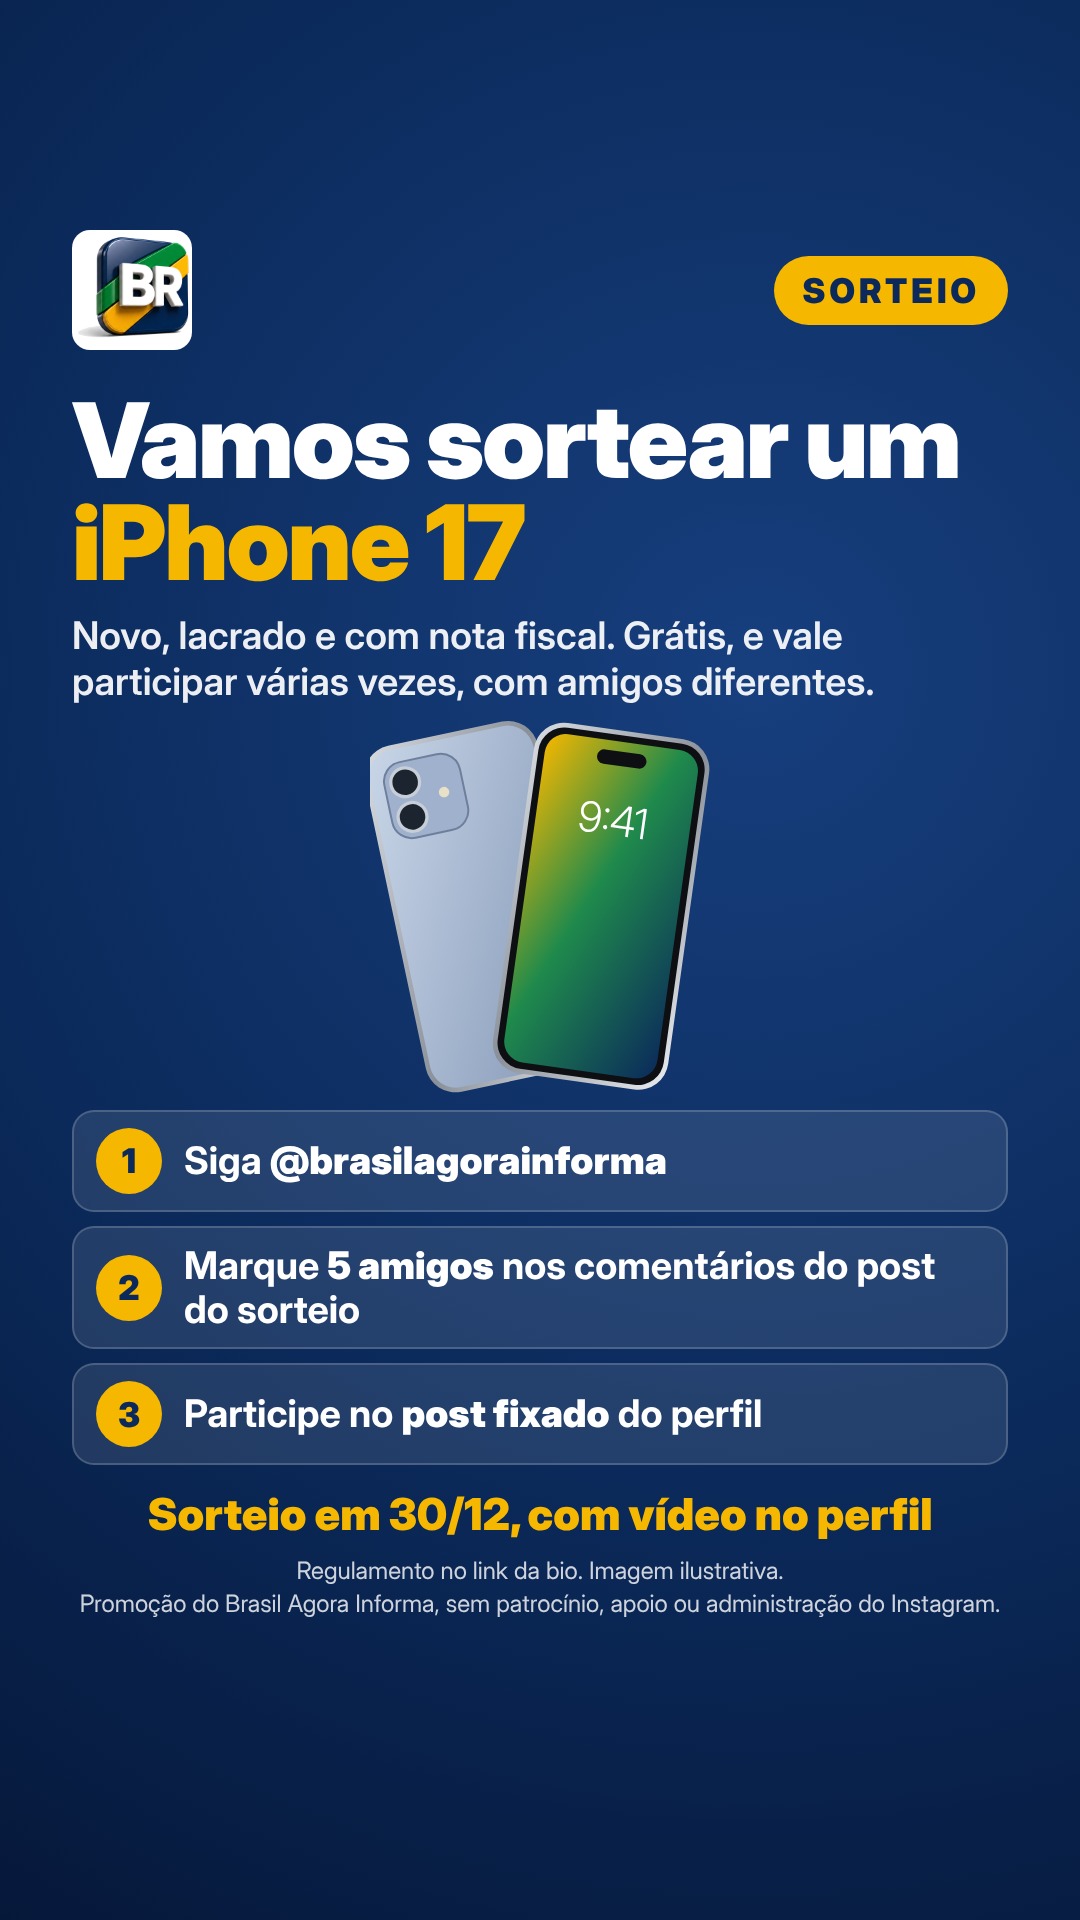 BR
SORTEIO
Vamos sortear um
iPhone 17
Novo, lacrado e com nota fiscal. Grátis, e vale
participar várias vezes, com amigos diferentes.
9:41
1 Siga @brasilagorainforma
2 Marque 5 amigos nos comentários do post
do sorteio
3 Participe no post fixado do perfil
Sorteio em 30/12, com vídeo no perfil
Regulamento no link da bio. Imagem ilustrativa.
Promoção do Brasil Agora Informa, sem patrocínio, apoio ou administração do Instagram.